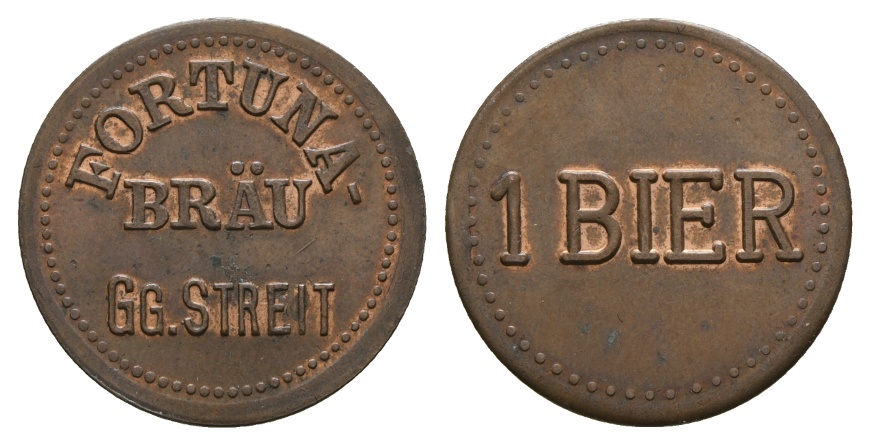 FORTUNA-
BRÄU
GG. STREIT
1 BIER